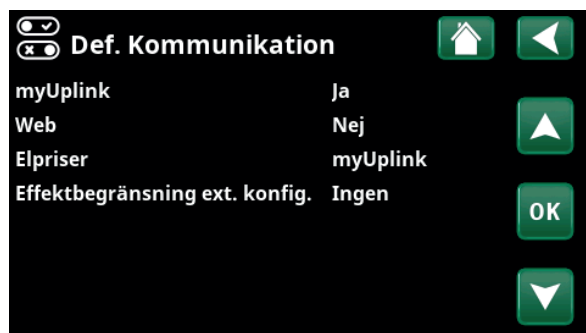 Def. Kommunikation
myUplink Ja
Web Nej
Elpriser myUplink
Effektbegränsning ext. konfig. Ingen
OK